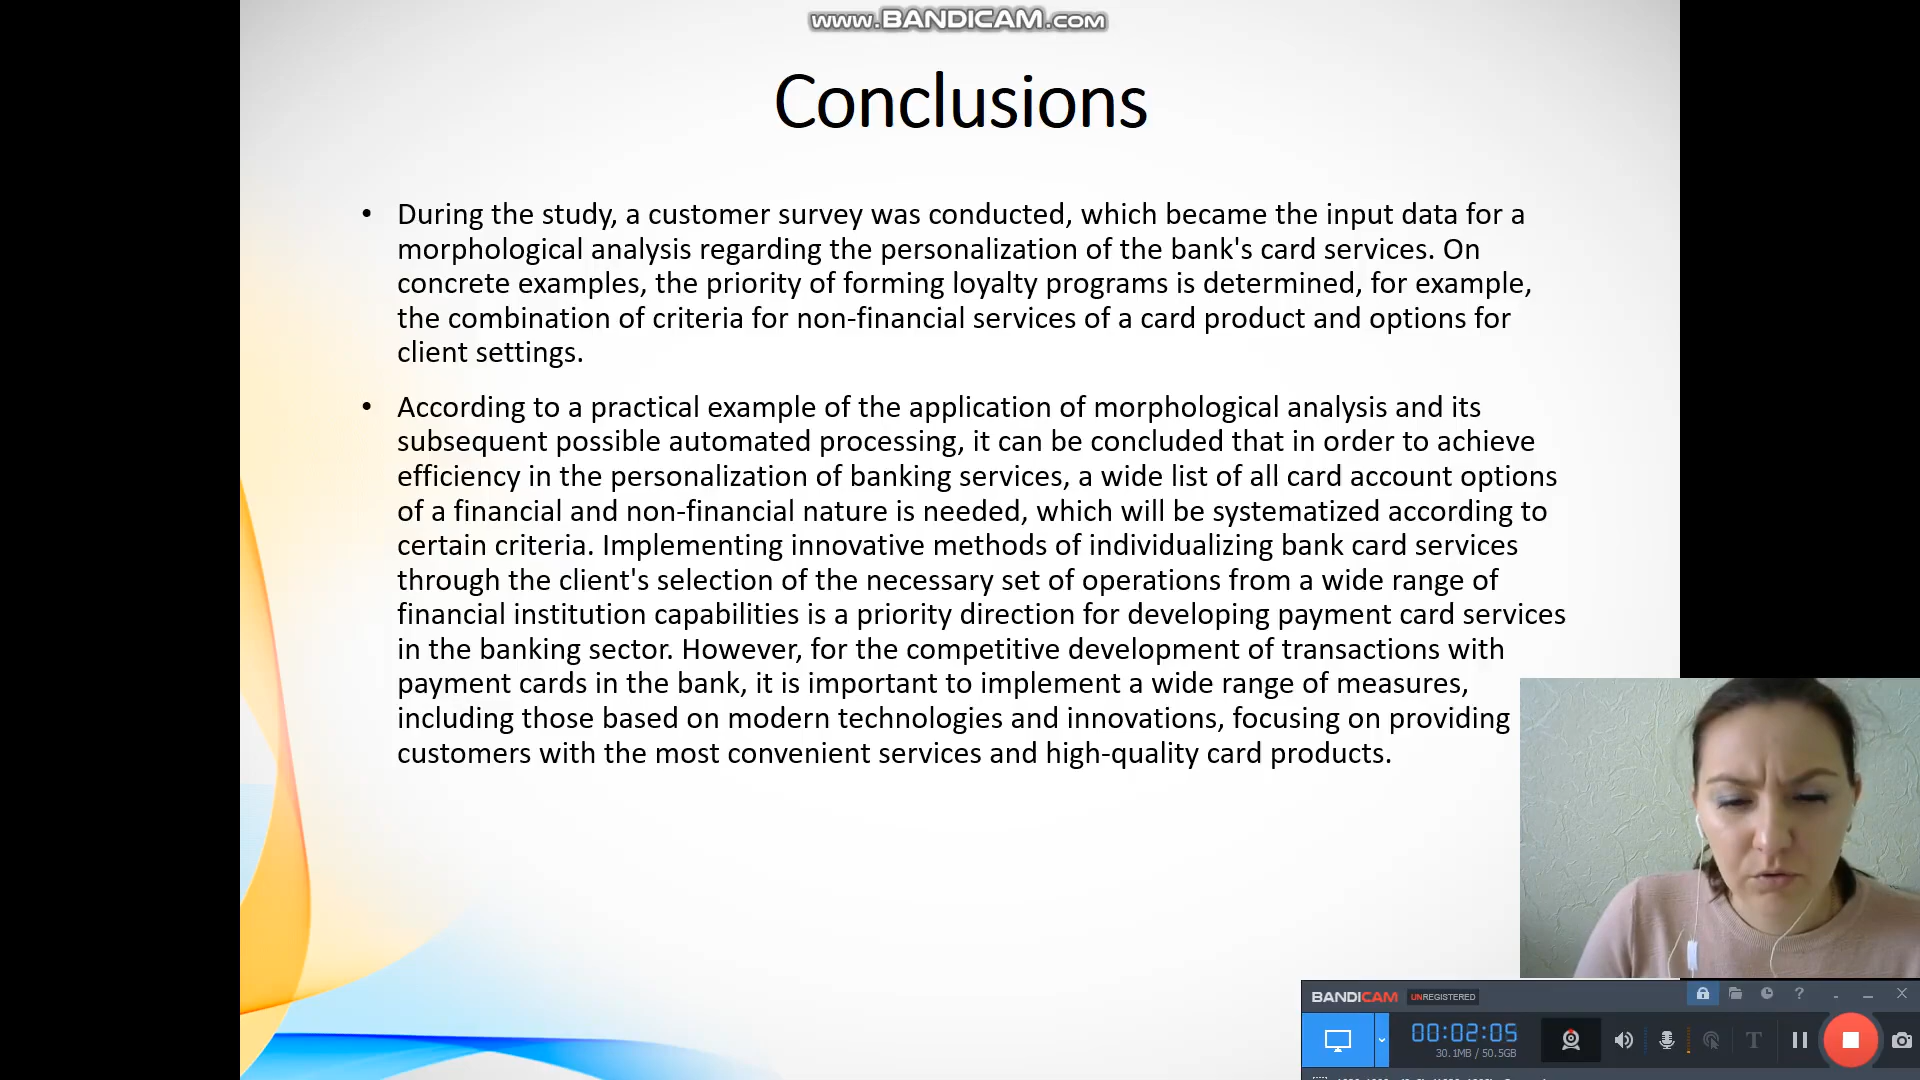 www.BANDICAM.com
Conclusions
• During the study, a customer survey was conducted, which became the input data for a
morphological analysis regarding the personalization of the bank's card services. On
concrete examples, the priority of forming loyalty programs is determined, for example,
the combination of criteria for non-financial services of a card product and options for
client settings.
• According to a practical example of the application of morphological analysis and its
subsequent possible automated processing, it can be concluded that in order to achieve
efficiency in the personalization of banking services, a wide list of all card account options
of a financial and non-financial nature is needed, which will be systematized according to
certain criteria. Implementing innovative methods of individualizing bank card services
through the client's selection of the necessary set of operations from a wide range of
financial institution capabilities is a priority direction for developing payment card services
in the banking sector. However, for the competitive development of transactions with
payment cards in the bank, it is important to implement a wide range of measures,
including those based on modern technologies and innovations, focusing on providing
customers with the most convenient services and high-quality card products.
BANDICAM UNREGISTERED
00:02:05
30.1MB / 50.5GB